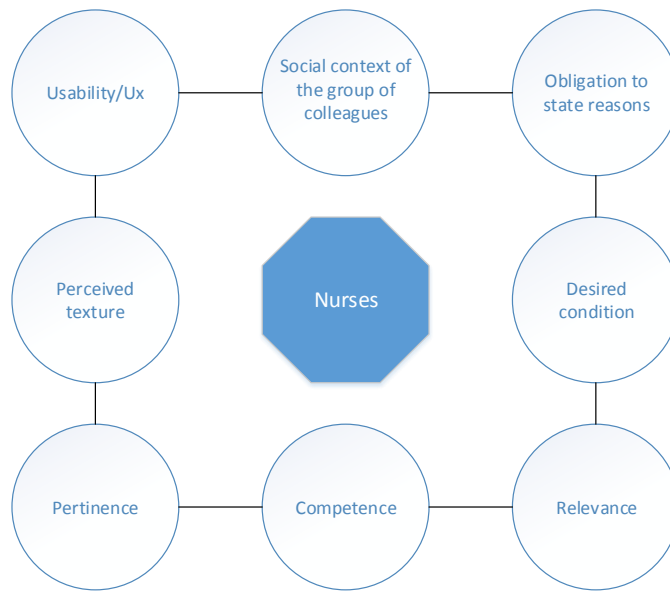 Usability/Ux
Social context of
the group of
colleagues
Obligation to
state reasons
Perceived
texture
Nurses
Desired
condition
Pertinence
Competence
Relevance